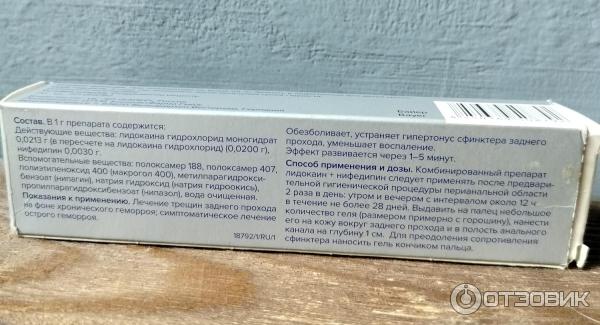 Байер
Bayer
Состав. В 1 г препарата содержится:
Действующие вещества: лидокаина гидрохлорид моногидрат
0,0213 г (в пересчете на лидокаина гидрохлорид) (0,0200 г),
нифедипин 0,0030 г.
Вспомогательные вещества: полоксамер 188, полоксамер 407,
полиэтиленоксид 400 (макрогол 400), метилпарагидрокси-
бензоат (нипагин), натрия гидроксид (натрия гидроокись),
пропилпарагидроксибензоат (нипазол), вода очищенная.
Показания к применению. Лечение трещин заднего прохода
на фоне хронического геморроя; симптоматическое лечение
острого геморроя.
18792/1/RU/1
Обезболивает, устраняет гипертонус сфинктера заднего
прохода, уменьшает воспаление.
Эффект развивается через 1–5 минут.
Способ применения и дозы. Комбинированный препарат
лидокаин + нифедипин следует применять после предвари-
тельной гигиенической процедуры перианальной области
2 раза в день: утром и вечером с интервалом около 12 ч
в течение не более 28 дней. Выдавить на палец небольшое
количество геля (размером примерно с горошину), нанести
его на кожу вокруг заднего прохода и в полость анального
канала на глубину 1 см. Для преодоления сопротивления
сфинктера наносить гель кончиком пальца.
ОТЗОВИК